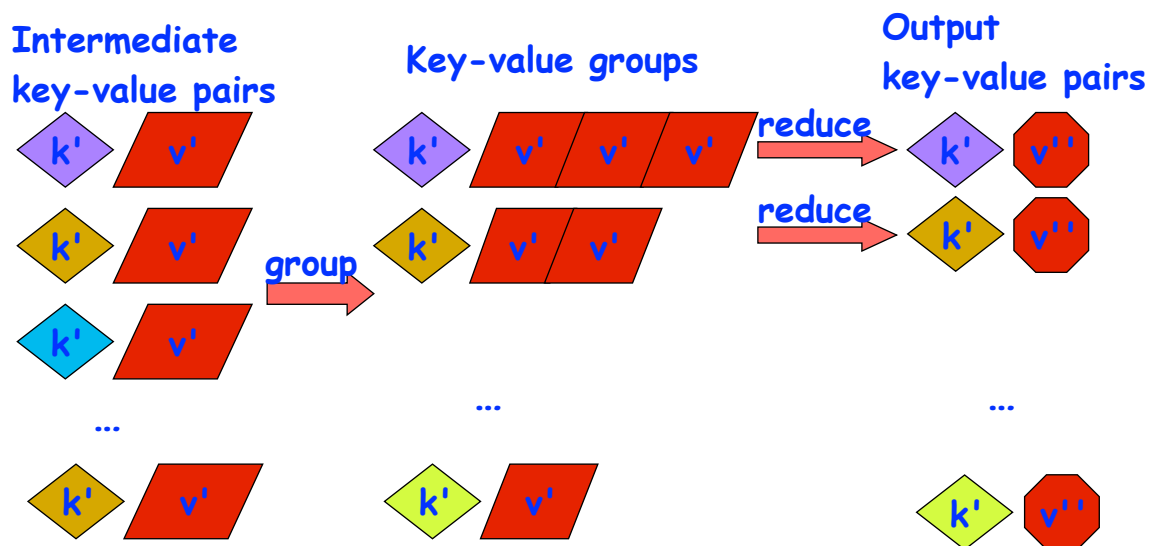 Intermediate
key-value pairs
Key-value groups
Output
key-value pairs
k' v'
k' v' v' v'
reduce
k' v''
k' v'
k' v' v'
reduce
k' v''
group
k' v'
...
...
...
k' v'
k' v'
k' v''